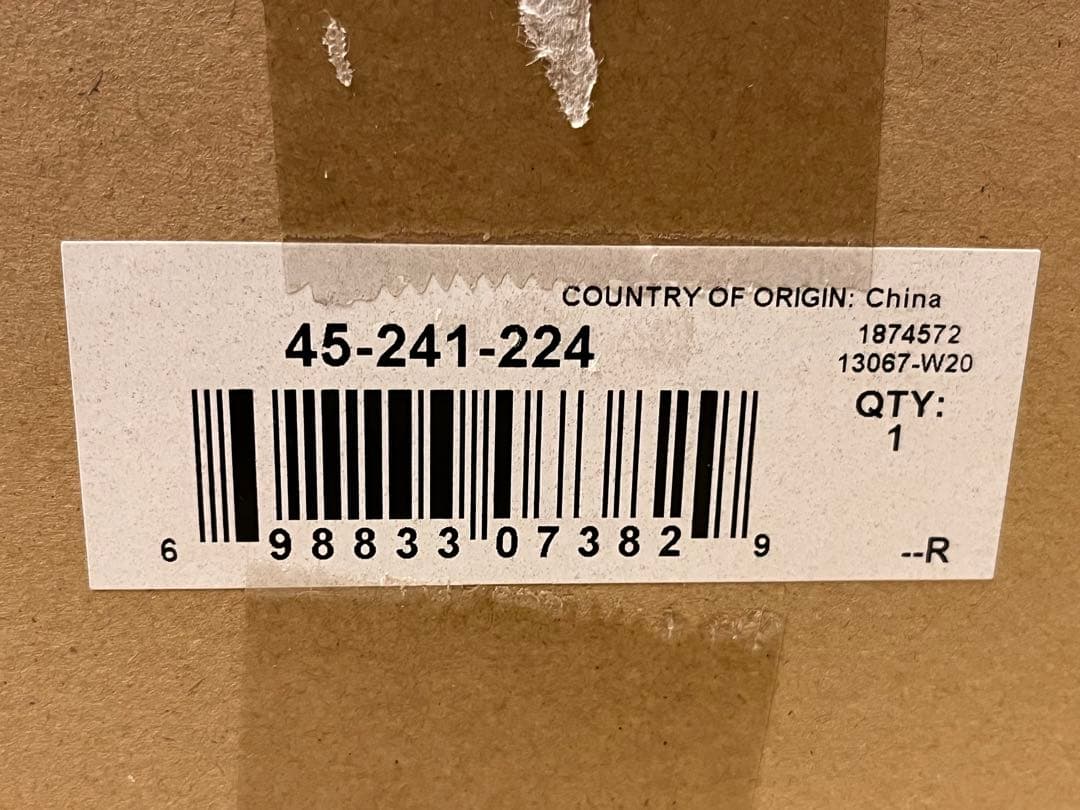 COUNTRY OF ORIGIN: China
45-241-224
1874572
13067-W20
QTY:
1
6 98833 07382 9
--R